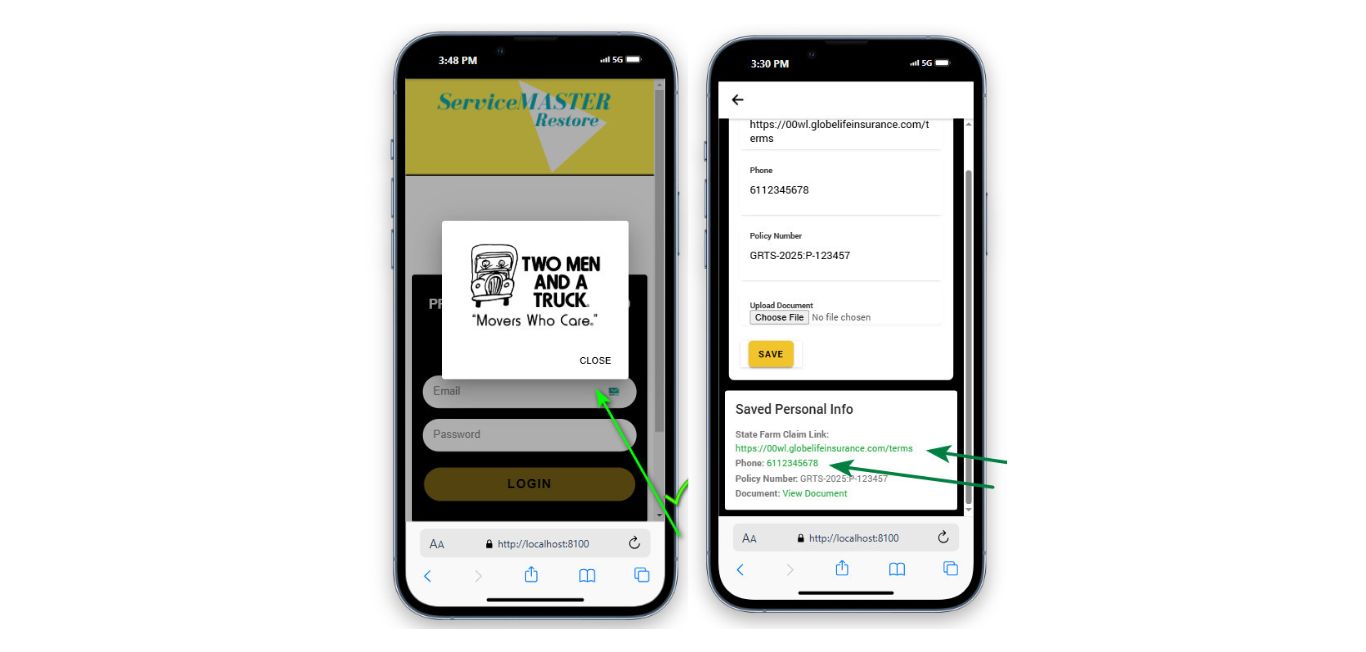 3:48 PM
5G
ServiceMASTER
Restore
TWO MEN
AND A
TRUCK.
"Movers Who Care."
CLOSE
Email
Password
LOGIN
AA
http://localhost:8100
3:30 PM
5G
https://00wl.globelifeinsurance.com/t
erms
Phone
6112345678
Policy Number
GRTS-2025:P-123457
Upload Document
Choose File No file chosen
SAVE
Saved Personal Info
State Farm Claim Link:
https://00wl.globelifeinsurance.com/terms
Phone: 6112345678
Policy Number: GRTS-2025:P-123457
Document: View Document
AA
http://localhost:8100